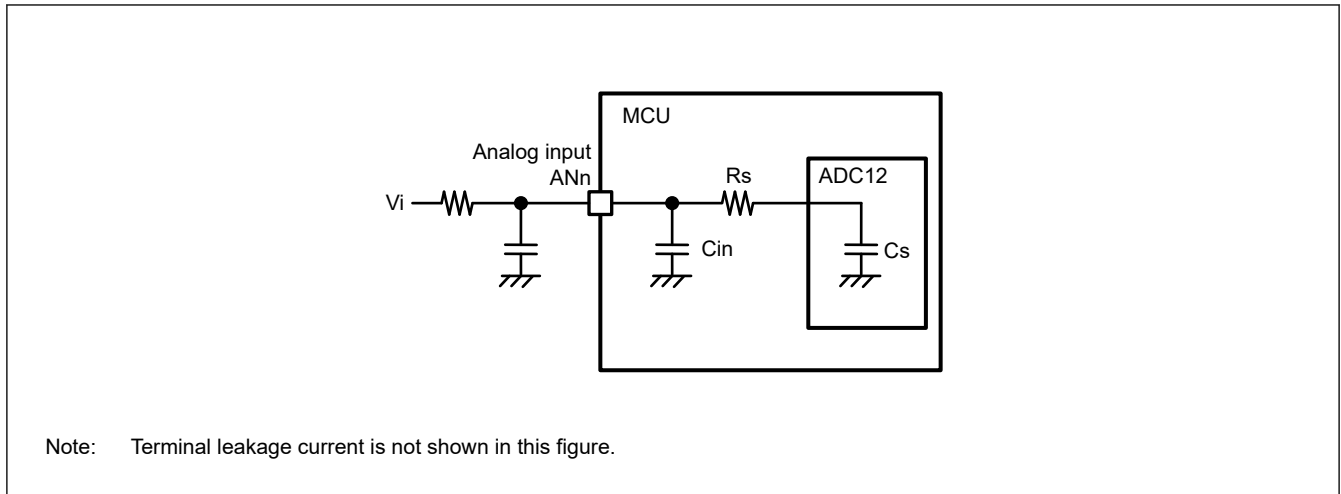 MCU
Analog input
ANn
Rs
ADC12
Vi
Cin
Cs
Note: Terminal leakage current is not shown in this figure.